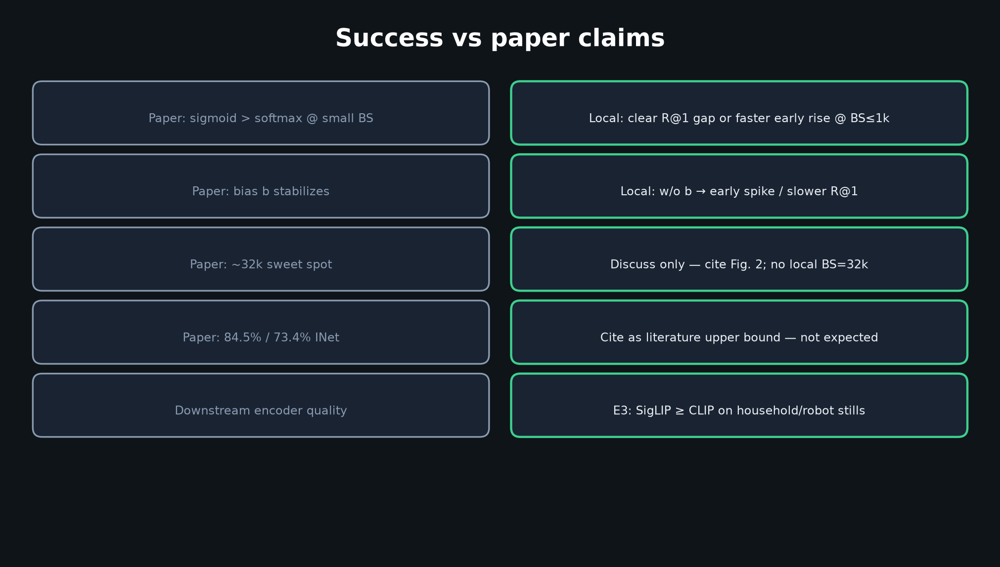 Success vs paper claims
Paper: sigmoid > softmax @ small BS
Local: clear R@1 gap or faster early rise @ BS≤1k
Paper: bias b stabilizes
Local: w/o b → early spike / slower R@1
Paper: ~32k sweet spot
Discuss only — cite Fig. 2; no local BS=32k
Paper: 84.5% / 73.4% INet
Cite as literature upper bound — not expected
Downstream encoder quality
E3: SigLIP ≥ CLIP on household/robot stills